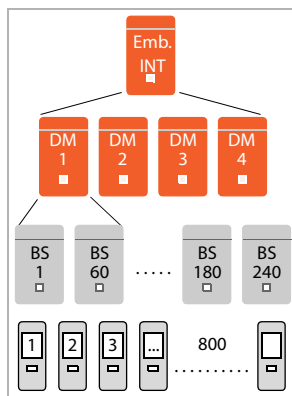 Emb.
INT
DM DM DM DM
1 2 3 4
BS BS BS BS
1 60 ..... 180 240
1 2 3 ... 800
..........